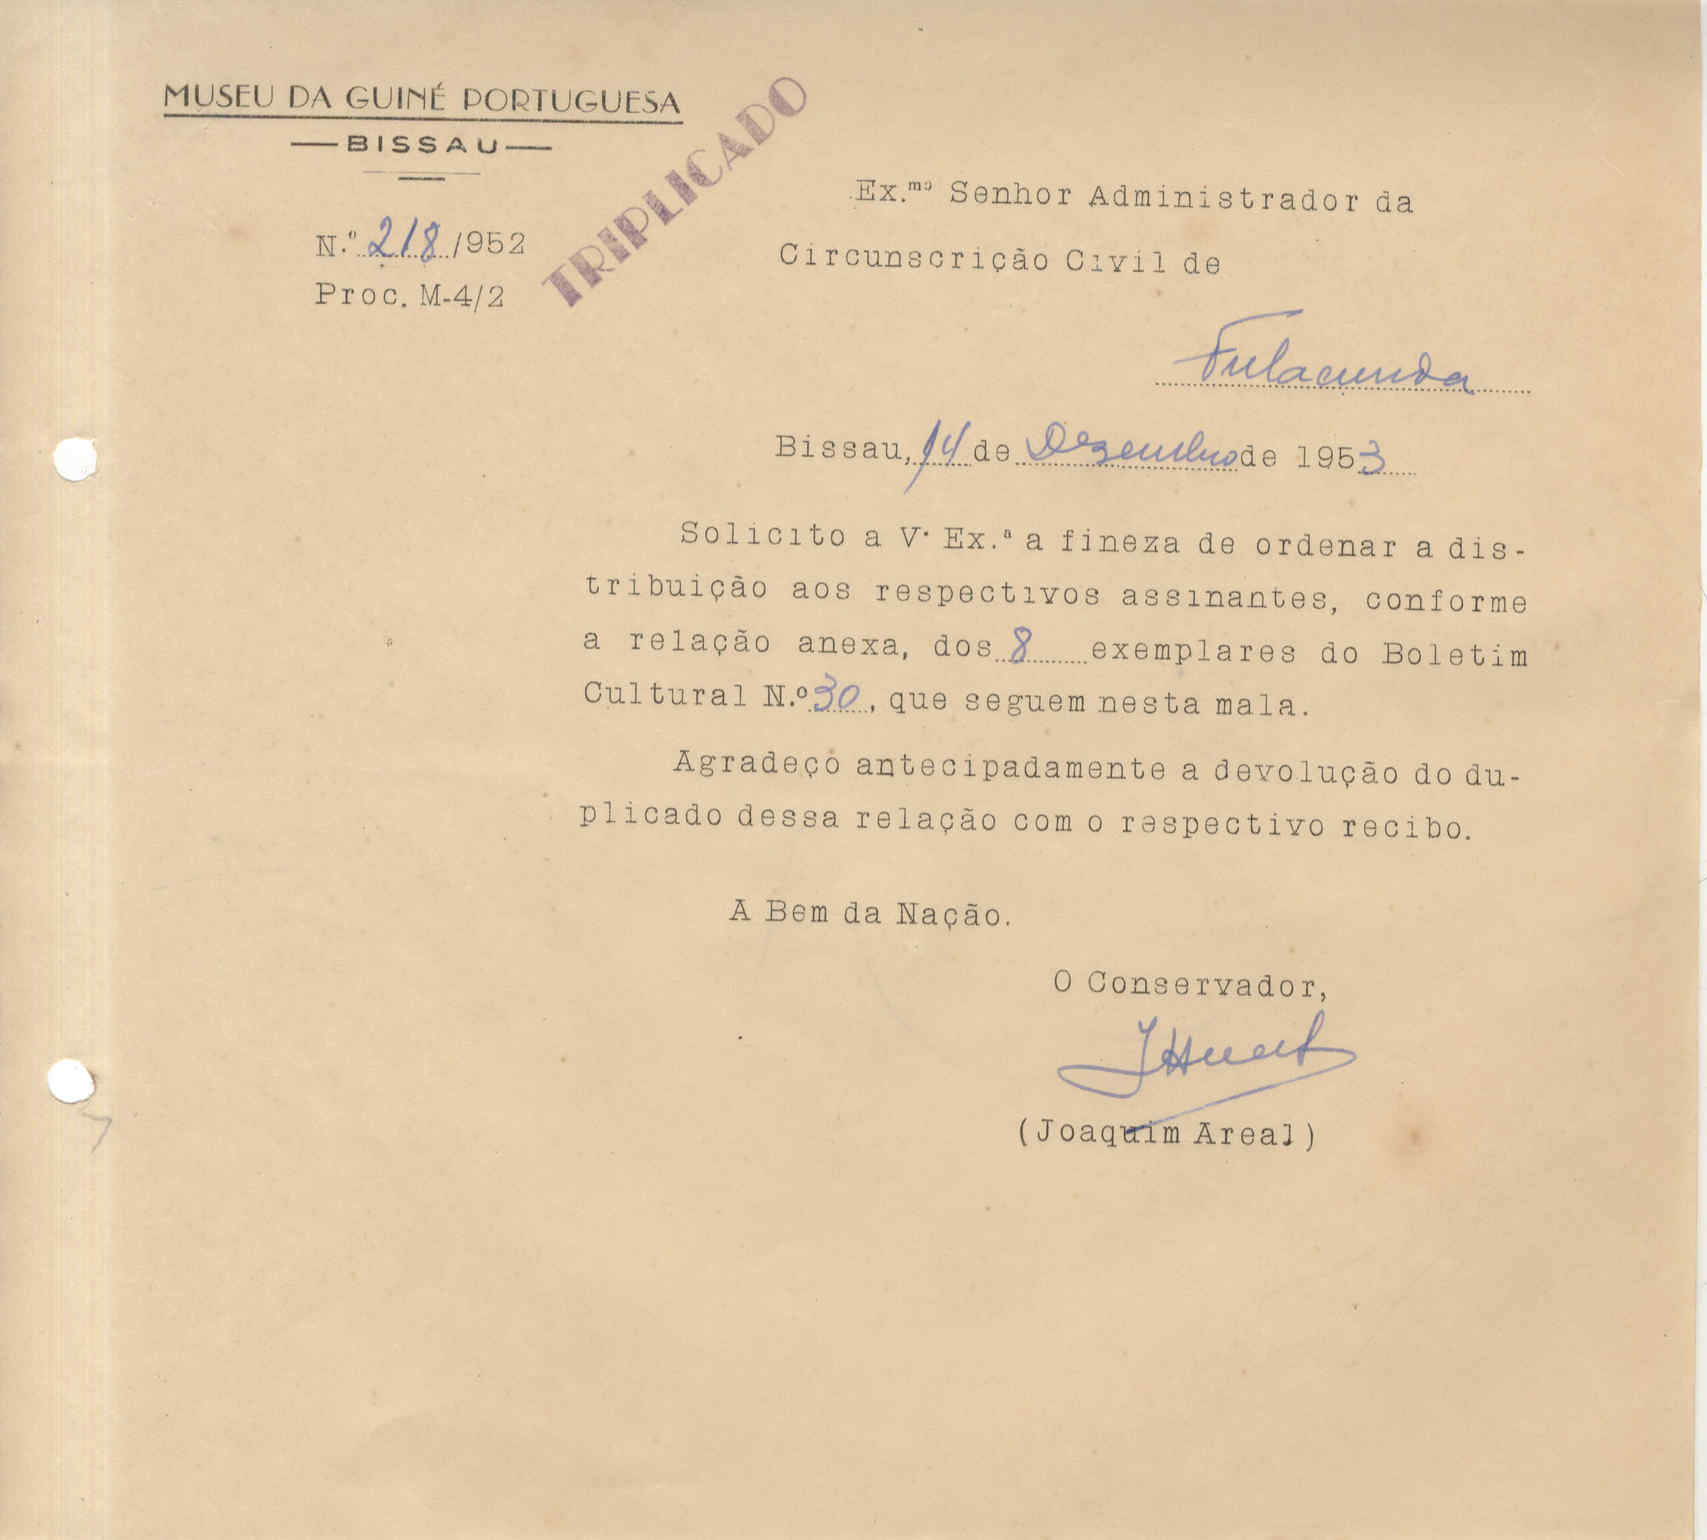 MUSEU DA GUINÉ PORTUGUESA
BISSAU
TRIPLICADO
N.º 218/952
Proc. M-4/2
Ex.mo Senhor Administrador da
Circunscrição Civil de
Fulacunda
Bissau, 14 de Dezembro de 1953
Solicito a V. Ex.ª a fineza de ordenar a dis-
tribuição aos respectivos assinantes, conforme
a relação anexa, dos 8 exemplares do Boletim
Cultural N.º 30, que seguem nesta mala.
Agradeço antecipadamente a devolução do du-
plicado dessa relação com o respectivo recibo.
A Bem da Nação.
O Conservador,
(Joaquim Areal)